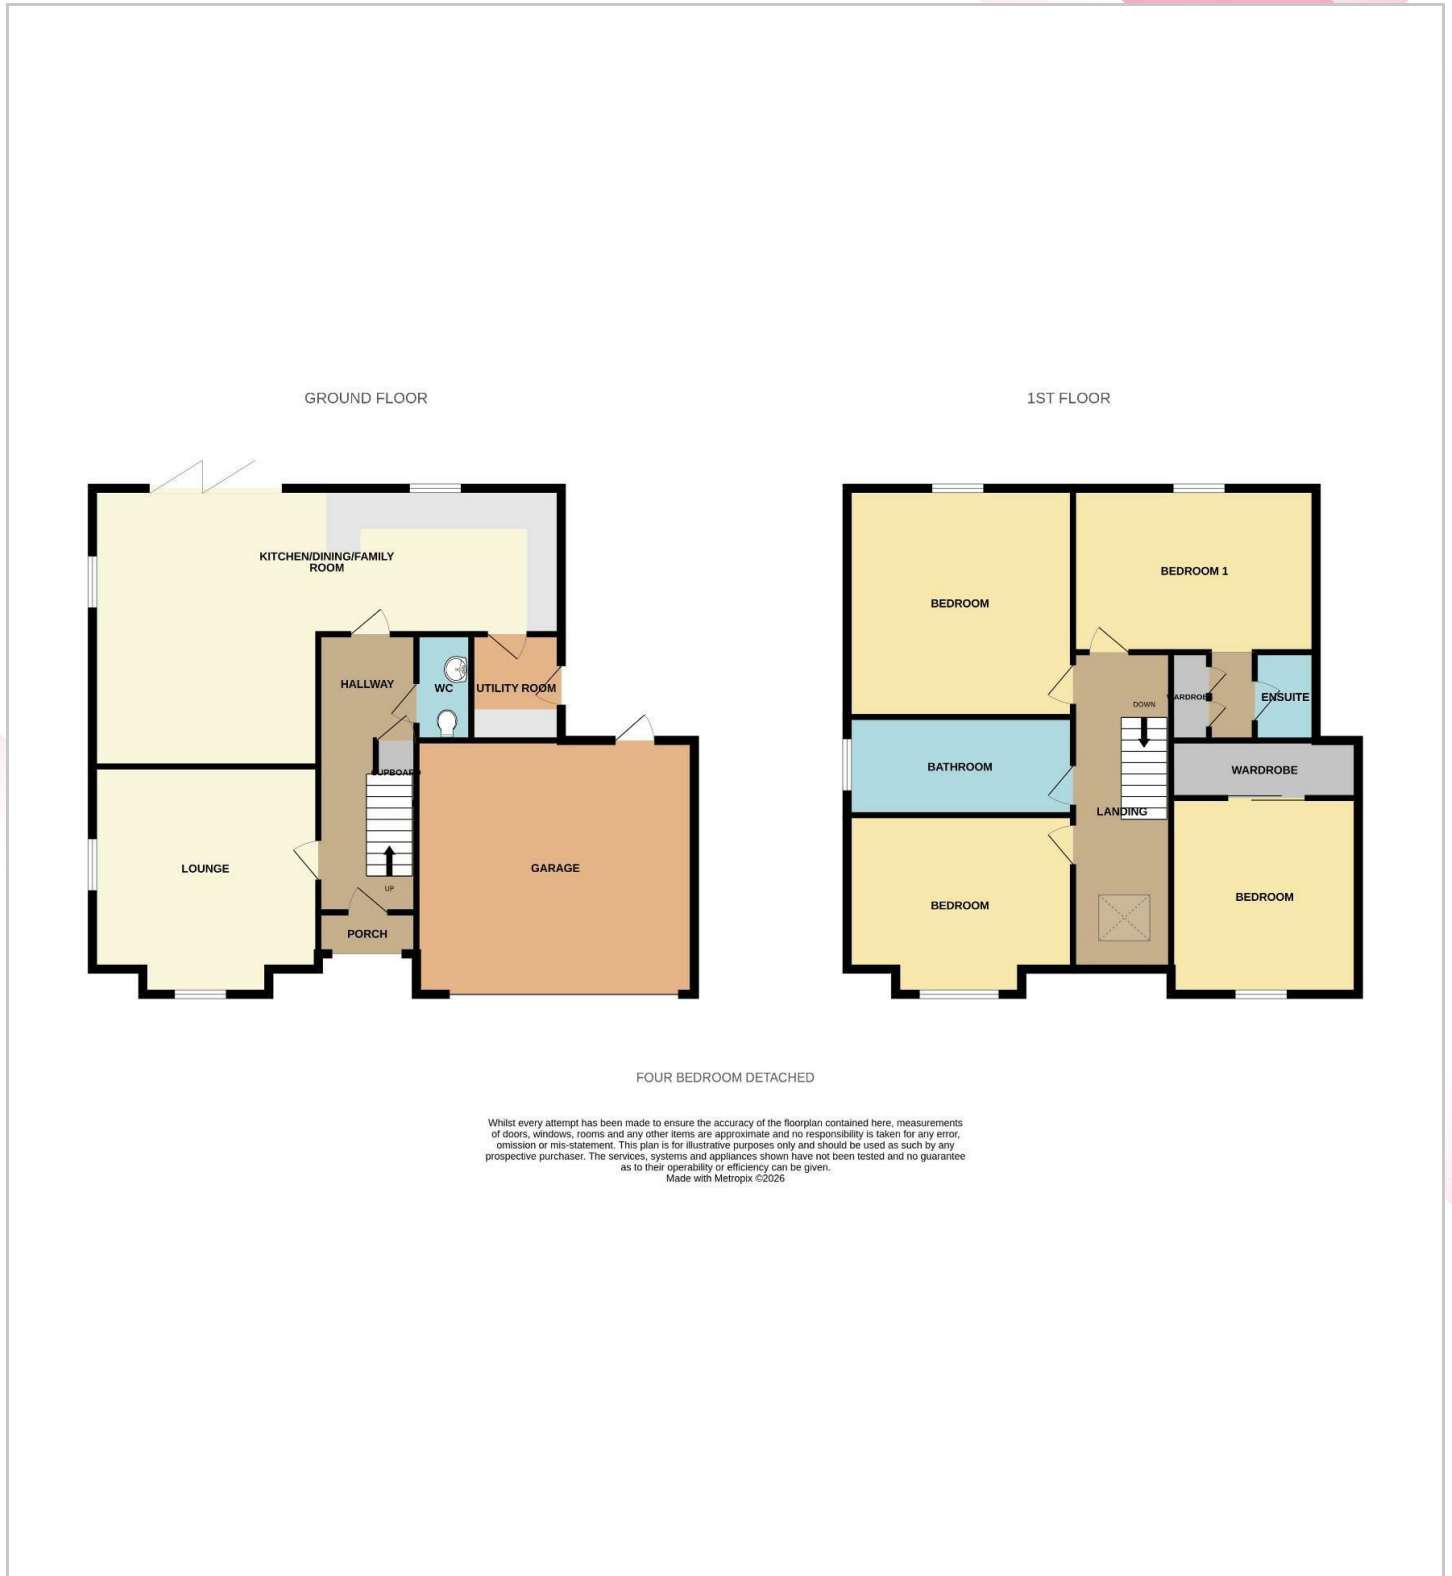 GROUND FLOOR
KITCHEN/DINING/FAMILY
ROOM
HALLWAY
WC
UTILITY ROOM
CUPBOARD
LOUNGE
GARAGE
UP
PORCH
1ST FLOOR
BEDROOM
BEDROOM 1
WARDROBE
ENSUITE
DOWN
BATHROOM
WARDROBE
LANDING
BEDROOM
BEDROOM
FOUR BEDROOM DETACHED
Whilst every attempt has been made to ensure the accuracy of the floorplan contained here, measurements
of doors, windows, rooms and any other items are approximate and no responsibility is taken for any error,
omission or mis-statement. This plan is for illustrative purposes only and should be used as such by any
prospective purchaser. The services, systems and appliances shown have not been tested and no guarantee
as to their operability or efficiency can be given.
Made with Metropix ©2026